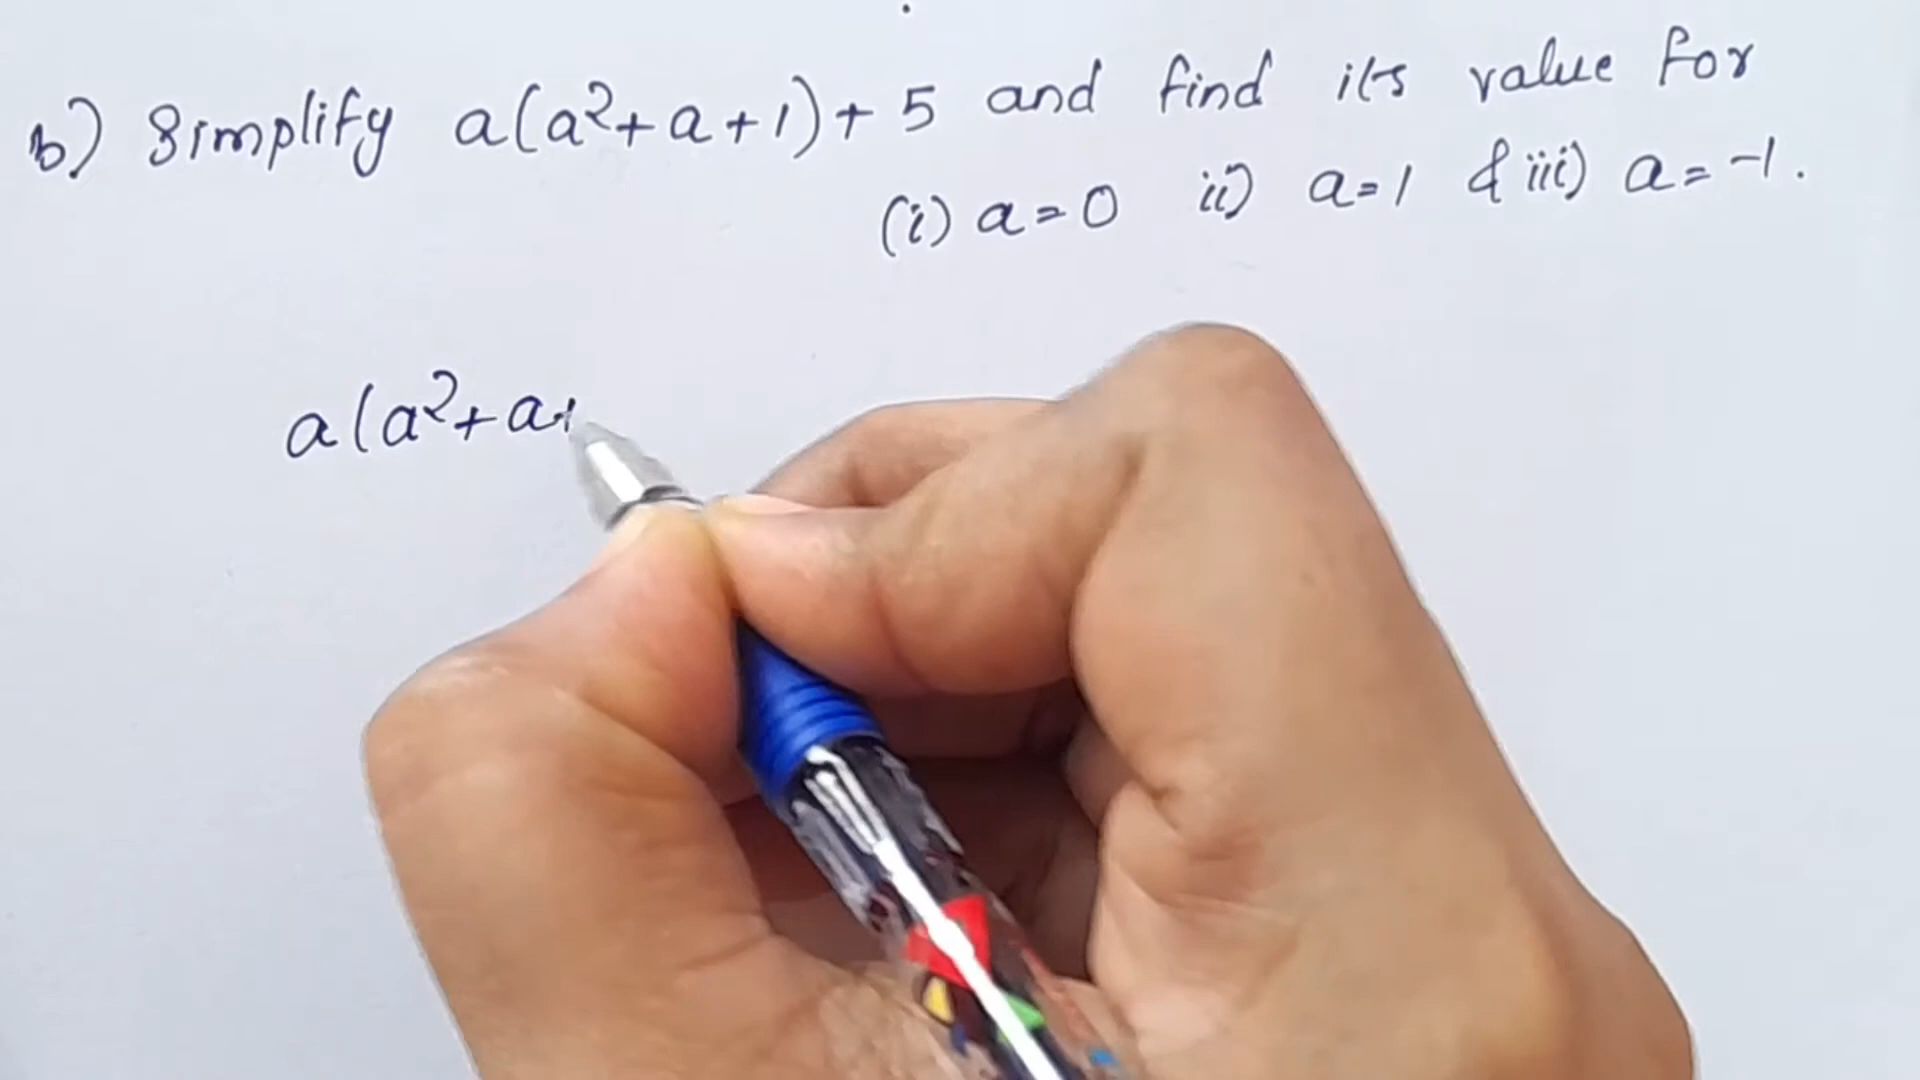 b) Simplify a(a²+a+1)+5 and find its value for
(i) a=0 ii) a=1 & iii) a=-1.
a(a²+a+